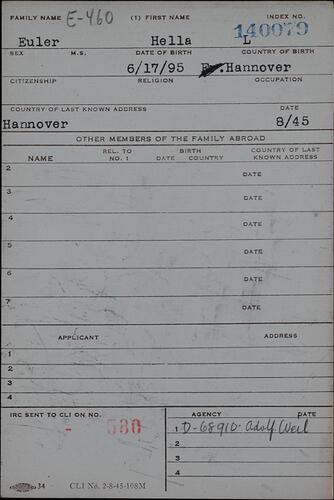 FAMILY NAME E-460 (1) FIRST NAME INDEX NO.
140079
Euler Hella L
SEX M.S. DATE OF BIRTH COUNTRY OF BIRTH
6/17/95 Hannover
CITIZENSHIP RELIGION OCCUPATION
COUNTRY OF LAST KNOWN ADDRESS DATE
Hannover 8/45
OTHER MEMBERS OF THE FAMILY ABROAD
NAME REL. TO NO. 1 BIRTH DATE COUNTRY COUNTRY OF LAST KNOWN ADDRESS
2 DATE
3 DATE
4 DATE
5 DATE
6 DATE
7 DATE
APPLICANT ADDRESS
1
2
3
4
IRC SENT TO CLI ON NO. AGENCY DATE
- 580
1 D-68910- Adolf Weil
2
3
4
34 CLI No. 2-8-45-108M